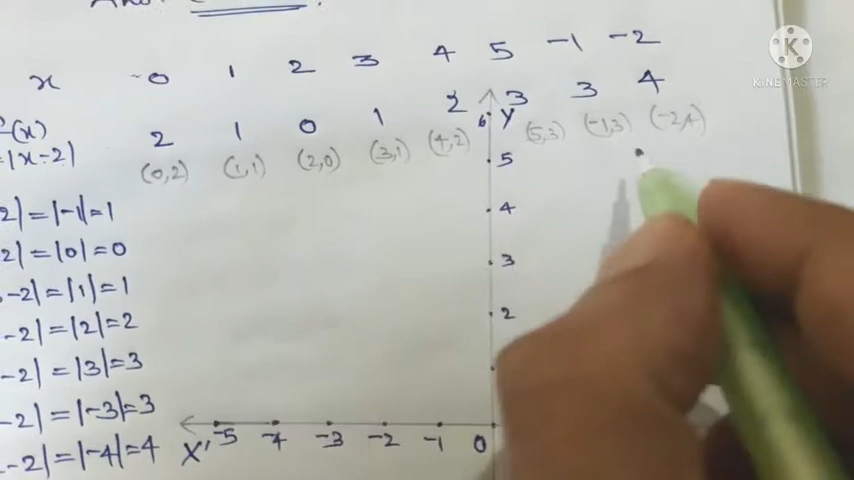 x 0 1 2 3 4 5 -1 -2
(x) 2 1 0 1 2 3 3 4
=|x-2| (0,2) (1,1) (2,0) (3,1) (4,2) (5,3) (-1,3) (-2,4)
6 Y
5
2|=|-1|=1
4
2|=|0|=0
3
-2|=|1|=1
2
-2|=|2|=2
-2|=|3|=3
-2|=|-3|=3
X' -5 -4 -3 -2 -1 0
-2|=|-4|=4
K
KINEMASTER